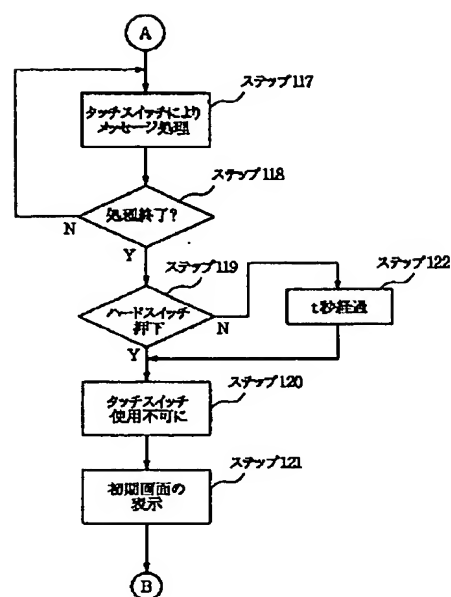 A
ステップ117
タッチスイッチにより
メッセージ処理
ステップ118
処理終了?
N
Y
ステップ119
ステップ122
ハードスイッチ
押下
N
t秒経過
Y
ステップ120
タッチスイッチ
使用不可に
ステップ121
初期画面の
表示
B